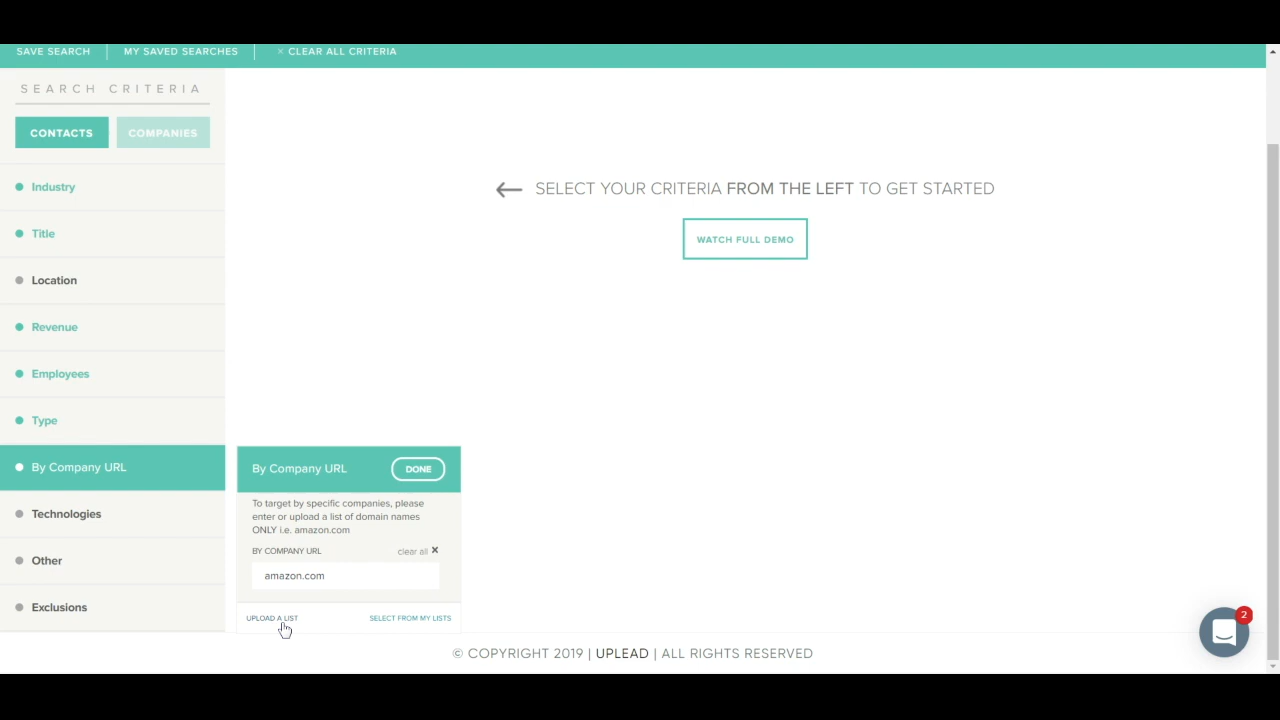 SAVE SEARCH
MY SAVED SEARCHES
× CLEAR ALL CRITERIA
SEARCH CRITERIA
CONTACTS
COMPANIES
Industry
Title
Location
Revenue
Employees
Type
By Company URL
Technologies
Other
Exclusions
SELECT YOUR CRITERIA FROM THE LEFT TO GET STARTED
WATCH FULL DEMO
By Company URL
DONE
To target by specific companies, please
enter or upload a list of domain names
ONLY i.e. amazon.com
BY COMPANY URL
clear all ×
amazon.com
UPLOAD A LIST
SELECT FROM MY LISTS
2
© COPYRIGHT 2019 | UPLEAD | ALL RIGHTS RESERVED